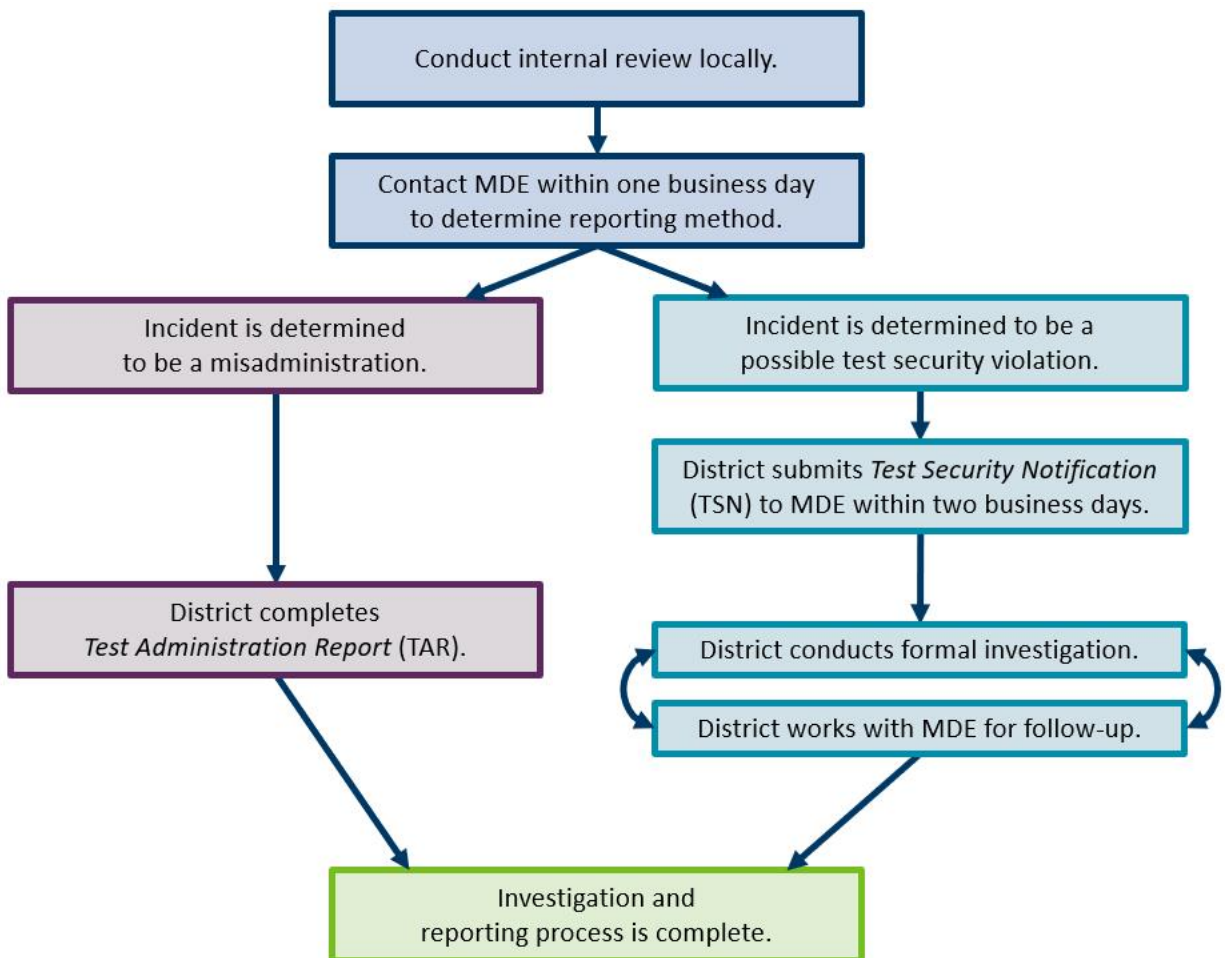 Conduct internal review locally.
Contact MDE within one business day
to determine reporting method.
Incident is determined
to be a misadministration.
Incident is determined to be a
possible test security violation.
District submits Test Security Notification
(TSN) to MDE within two business days.
District completes
Test Administration Report (TAR).
District conducts formal investigation.
District works with MDE for follow-up.
Investigation and
reporting process is complete.